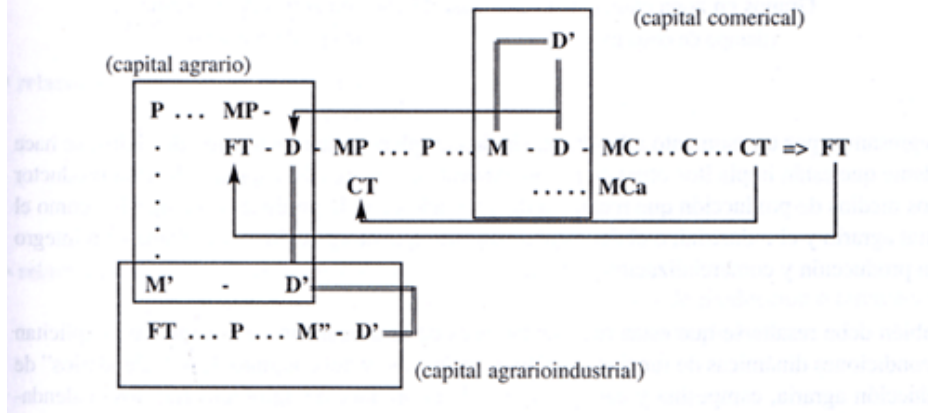 (capital comerical)
D’
(capital agrario)
P ... MP -
FT - D - MP ... P ... M - D - MC ... C ... CT => FT
CT
..... MCa
M’ - D’
FT ... P ... M” - D’
(capital agrarioindustrial)